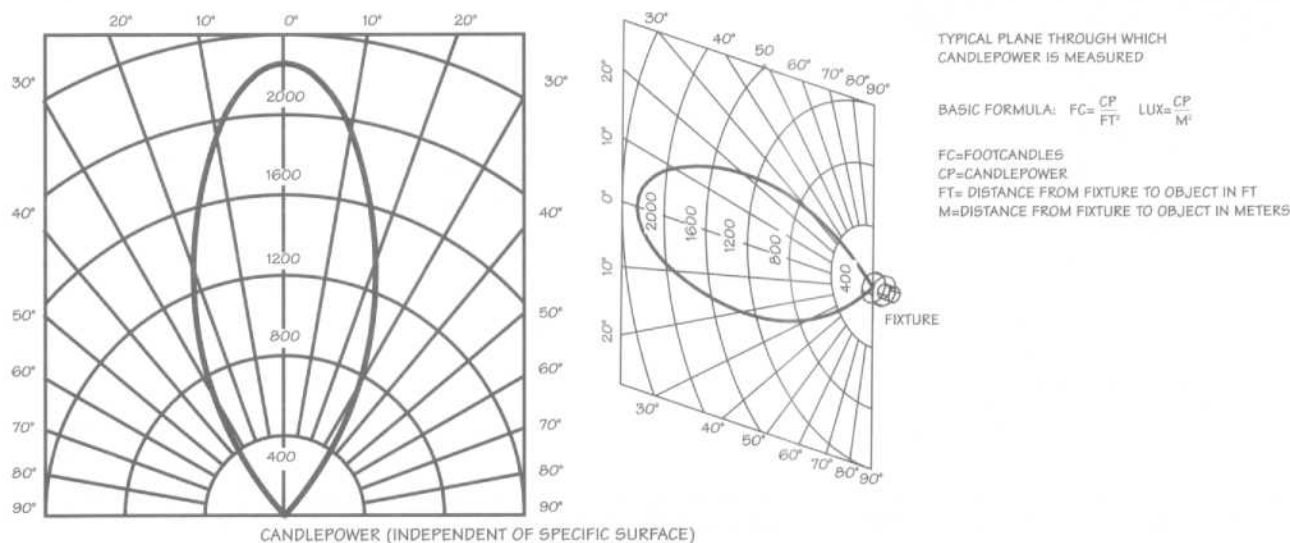 20° 10° 0° 10° 20°
30° 30°
40° 40°
50° 50°
60° 60°
70° 70°
80° 80°
90° 90°
2000
1600
1200
800
400
CANDLEPOWER (INDEPENDENT OF SPECIFIC SURFACE)
30° 40° 50 60° 70° 80° 90°
20°
10°
0°
10°
20°
2000 1600 1200 800 400
FIXTURE
30° 40° 50° 60° 70° 80° 90°
TYPICAL PLANE THROUGH WHICH
CANDLEPOWER IS MEASURED
BASIC FORMULA: FC=CP/FT² LUX=CP/M²
FC=FOOTCANDLES
CP=CANDLEPOWER
FT= DISTANCE FROM FIXTURE TO OBJECT IN FT
M=DISTANCE FROM FIXTURE TO OBJECT IN METERS